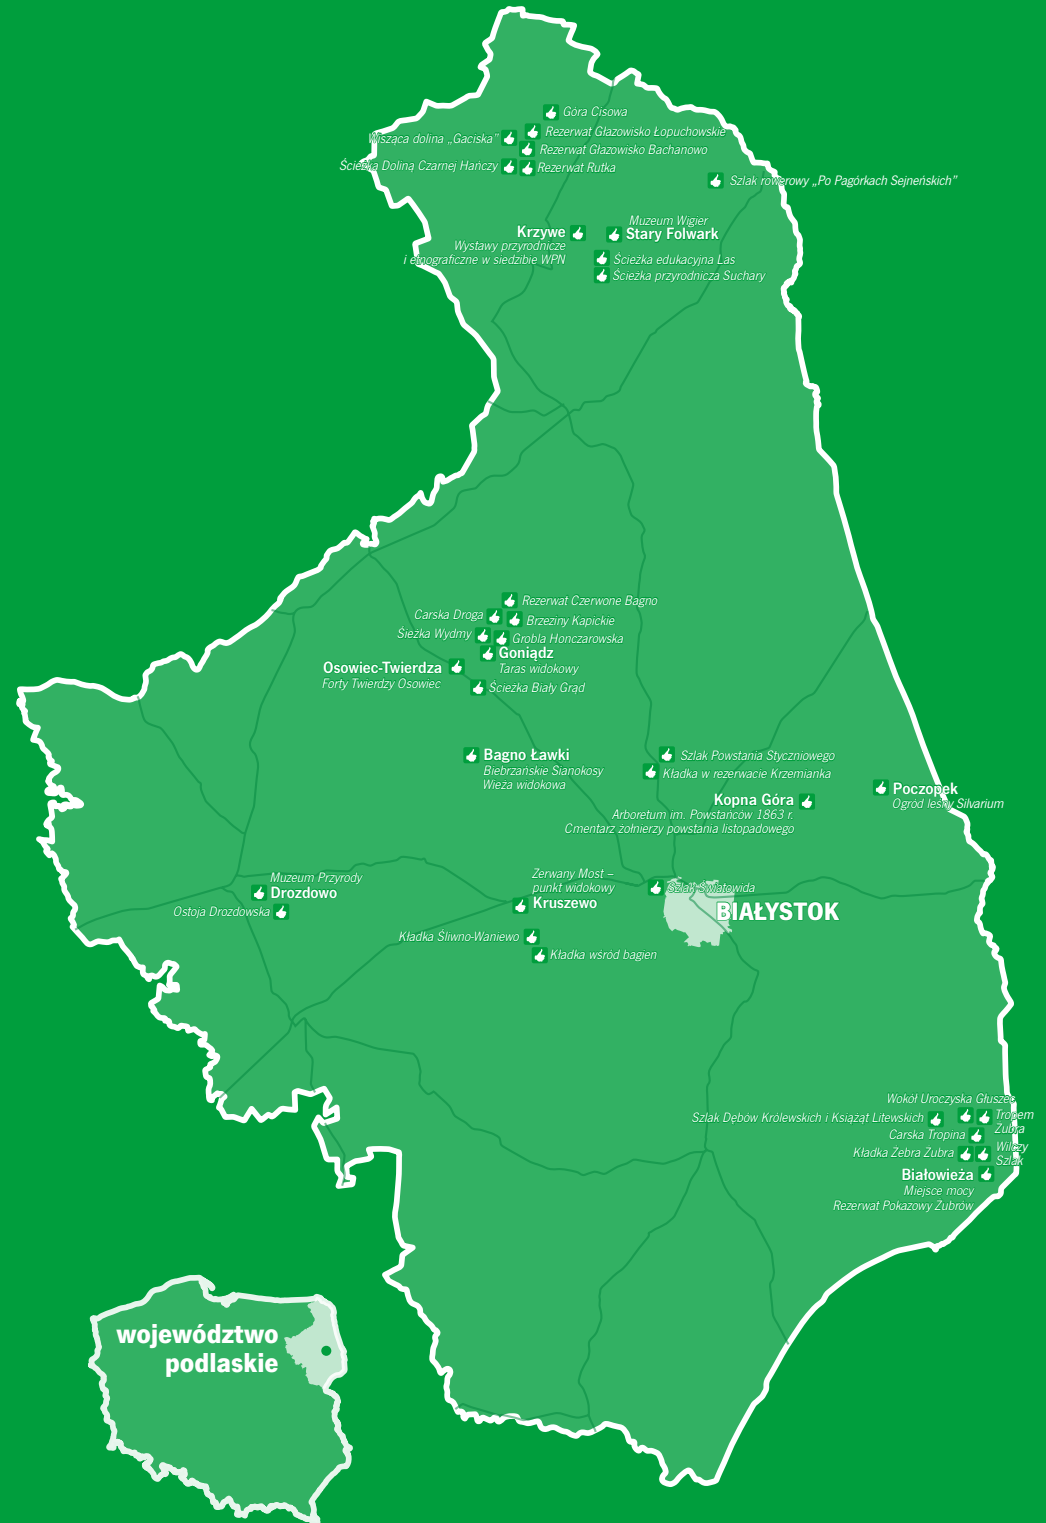 Góra Cisowa
Rezerwat Głazowisko Łopuchowskie
Wisząca dolina „Gaciska”
Rezerwat Głazowisko Bachanowo
Ścieżka Doliną Czarnej Hańczy
Rezerwat Rutka
Szlak rowerowy „Po Pagórkach Sejneńskich”
Muzeum Wigier
Stary Folwark
Krzywe
Wystawy przyrodnicze
i etnograficzne w siedzibie WPN
Ścieżka edukacyjna Las
Ścieżka przyrodnicza Suchary
Rezerwat Czerwone Bagno
Carska Droga
Brzeziny Kapickie
Śieżka Wydmy
Grobla Honczarowska
Goniądz
Taras widokowy
Osowiec-Twierdza
Forty Twierdzy Osowiec
Ścieżka Biały Grąd
Bagno Ławki
Biebrzańskie Sianokosy
Wieża widokowa
Szlak Powstania Styczniowego
Kładka w rezerwacie Krzemianka
Kopna Góra
Arboretum im. Powstańców 1863 r.
Cmentarz żołnierzy powstania listopadowego
Poczopek
Ogród leśny Silvarium
Muzeum Przyrody
Drozdowo
Ostoja Drozdowska
Zerwany Most –
punkt widokowy
Kruszewo
Szlak Światowida
BIAŁYSTOK
Kładka Śliwno-Waniewo
Kładka wśród bagien
Wokół Uroczyska Głuszec
Szlak Dębów Królewskich i Książąt Litewskich
Tropem
Żubra
Carska Tropina
Kładka Żebra Żubra
Wilczy
Szlak
Białowieża
Miejsce mocy
Rezerwat Pokazowy Żubrów
województwo
podlaskie